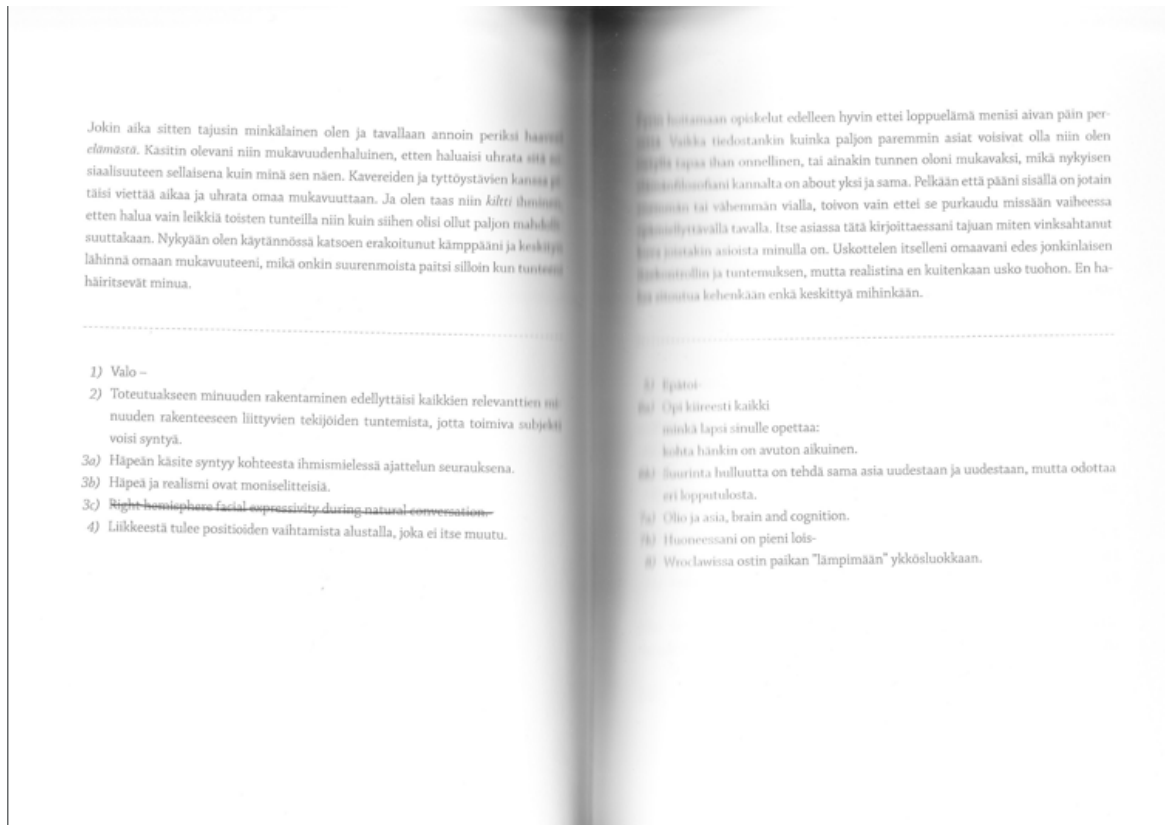 Jokin aika sitten tajusin minkälainen olen ja tavallaan annoin periksi
elämästä. Käsitin olevani niin mukavuudenhaluinen, etten haluaisi uhrata sitä
siaalisuuteen sellaisena kuin minä sen näen. Kavereiden ja tyttöystävien kanssa
täisi viettää aikaa ja uhrata omaa mukavuuttaan. Ja olen taas niin kiltti ihminen
etten halua vain leikkiä toisten tunteilla niin kuin siihen olisi ollut paljon
suuttakaan. Nykyään olen käytännössä katsoen erakoitunut kämppääni ja
lähinnä omaan mukavuuteeni, mikä onkin suurenmoista paitsi silloin kun tunteeni
häiritsevät minua.
1) Valo –
2) Toteutuakseen minuuden rakentaminen edellyttäisi kaikkien relevanttien mi-
nuuden rakenteeseen liittyvien tekijöiden tuntemista, jotta toimiva subjekti
voisi syntyä.
3a) Häpeän käsite syntyy kohteesta ihmismielessä ajattelun seurauksena.
3b) Häpeä ja realismi ovat moniselitteisiä.
3c) Right hemisphere facial expressivity during natural conversation.
4) Liikkeestä tulee positioiden vaihtamista alustalla, joka ei itse muutu.
opiskelut edelleen hyvin ettei loppuelämä menisi aivan päin per-
Vaikka tiedostankin kuinka paljon paremmin asiat voisivat olla niin olen
tapaa ihan onnellinen, tai ainakin tunnen oloni mukavaksi, mikä nykyisen
kannalta on about yksi ja sama. Pelkään että pääni sisällä on jotain
tai vähemmän vialla, toivon vain ettei se purkaudu missään vaiheessa
tavalla. Itse asiassa tätä kirjoittaessani tajuan miten vinksahtanut
asioista minulla on. Uskottelen itselleni omaavani edes jonkinlaisen
ja tuntemuksen, mutta realistina en kuitenkaan usko tuohon. En ha-
sitoutua kehenkään enkä keskittyä mihinkään.
Epätoi-
Opi kiireesti kaikki
minkä lapsi sinulle opettaa:
kohta hänkin on avuton aikuinen.
Suurinta hulluutta on tehdä sama asia uudestaan ja uudestaan, mutta odottaa
eri lopputulosta.
Olio ja asia, brain and cognition.
Huoneessani on pieni lois-
Wroclawissa ostin paikan "lämpimään" ykkösluokkaan.